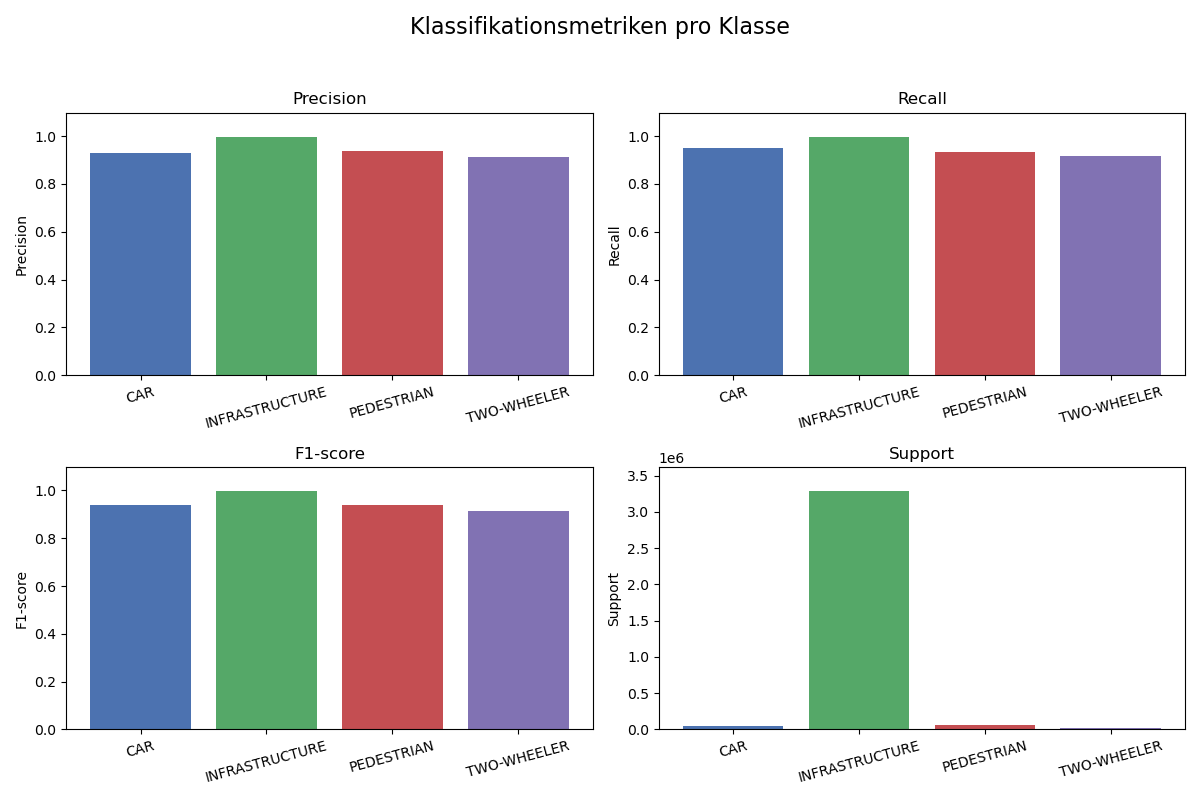 Klassifikationsmetriken pro Klasse
Precision
Precision
1.0
0.8
0.6
0.4
0.2
0.0
CAR
INFRASTRUCTURE
PEDESTRIAN
TWO-WHEELER
Recall
Recall
1.0
0.8
0.6
0.4
0.2
0.0
CAR
INFRASTRUCTURE
PEDESTRIAN
TWO-WHEELER
F1-score
F1-score
1.0
0.8
0.6
0.4
0.2
0.0
CAR
INFRASTRUCTURE
PEDESTRIAN
TWO-WHEELER
Support
1e6
Support
3.5
3.0
2.5
2.0
1.5
1.0
0.5
0.0
CAR
INFRASTRUCTURE
PEDESTRIAN
TWO-WHEELER